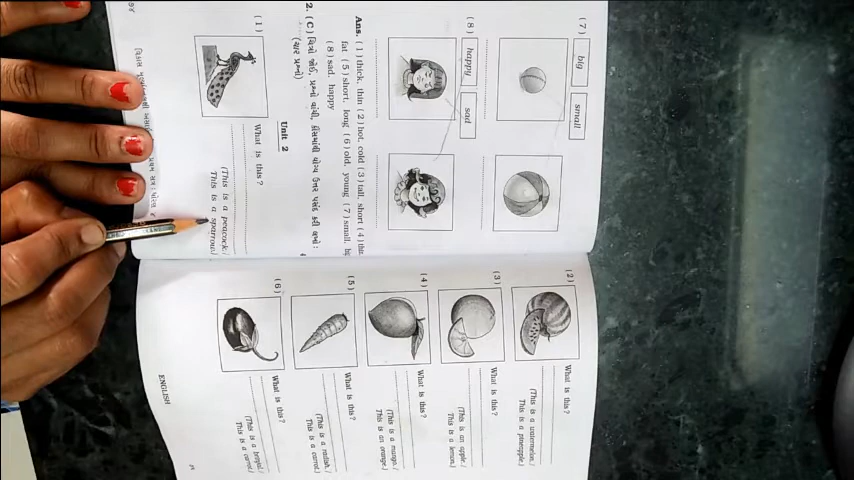 (7)
big
small
(8)
happy
sad
Ans. (1) thick, thin (2) hot, cold (3) tall, short (4)
fat (5) short, long (6) old, young (7) small,
(8) sad, happy
Unit 2
2. (C)
(1)
What is this ?
(This is a peacock./
This is a sparrow.)
(2)
What is this ?
(This is a watermelon./
This is a pineapple.)
(3)
What is this ?
(This is an apple./
This is a lemon.)
(4)
What is this ?
(This is a mango./
This is an orange.)
(5)
What is this ?
(This is a radish./
This is a carrot.)
(6)
What is this ?
(This is a brinjal./
This is a carrot.)
ENGLISH